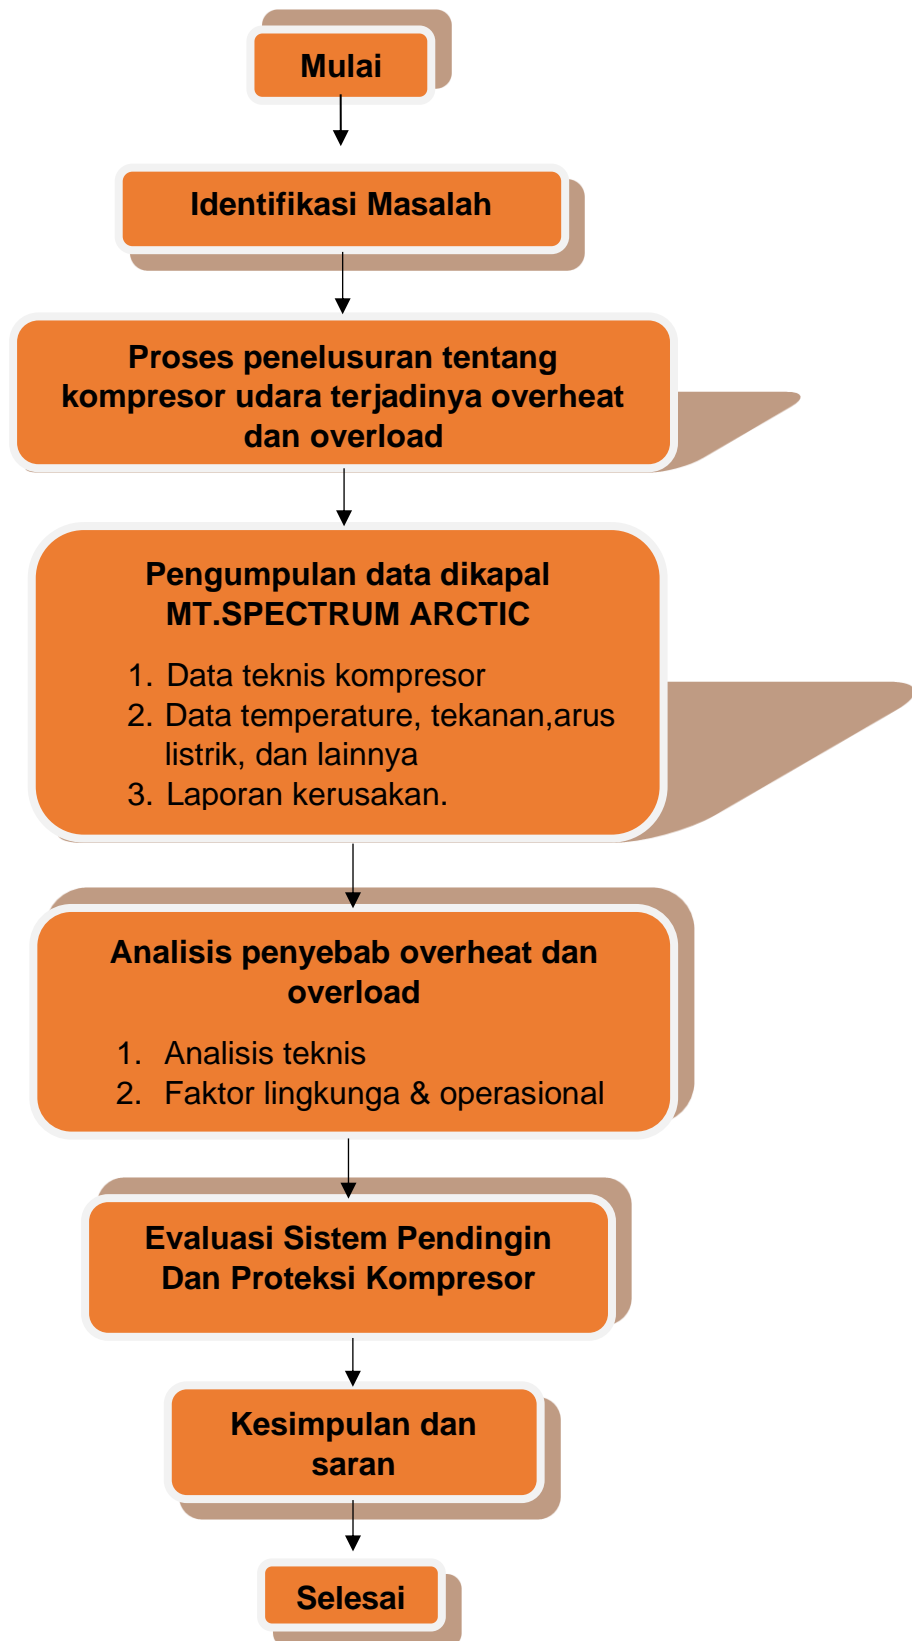 Mulai
Identifikasi Masalah
Proses penelusuran tentang
kompresor udara terjadinya overheat
dan overload
Pengumpulan data dikapal
MT.SPECTRUM ARCTIC
1. Data teknis kompresor
2. Data temperature, tekanan,arus
listrik, dan lainnya
3. Laporan kerusakan.
Analisis penyebab overheat dan
overload
1. Analisis teknis
2. Faktor lingkunga & operasional
Evaluasi Sistem Pendingin
Dan Proteksi Kompresor
Kesimpulan dan
saran
Selesai